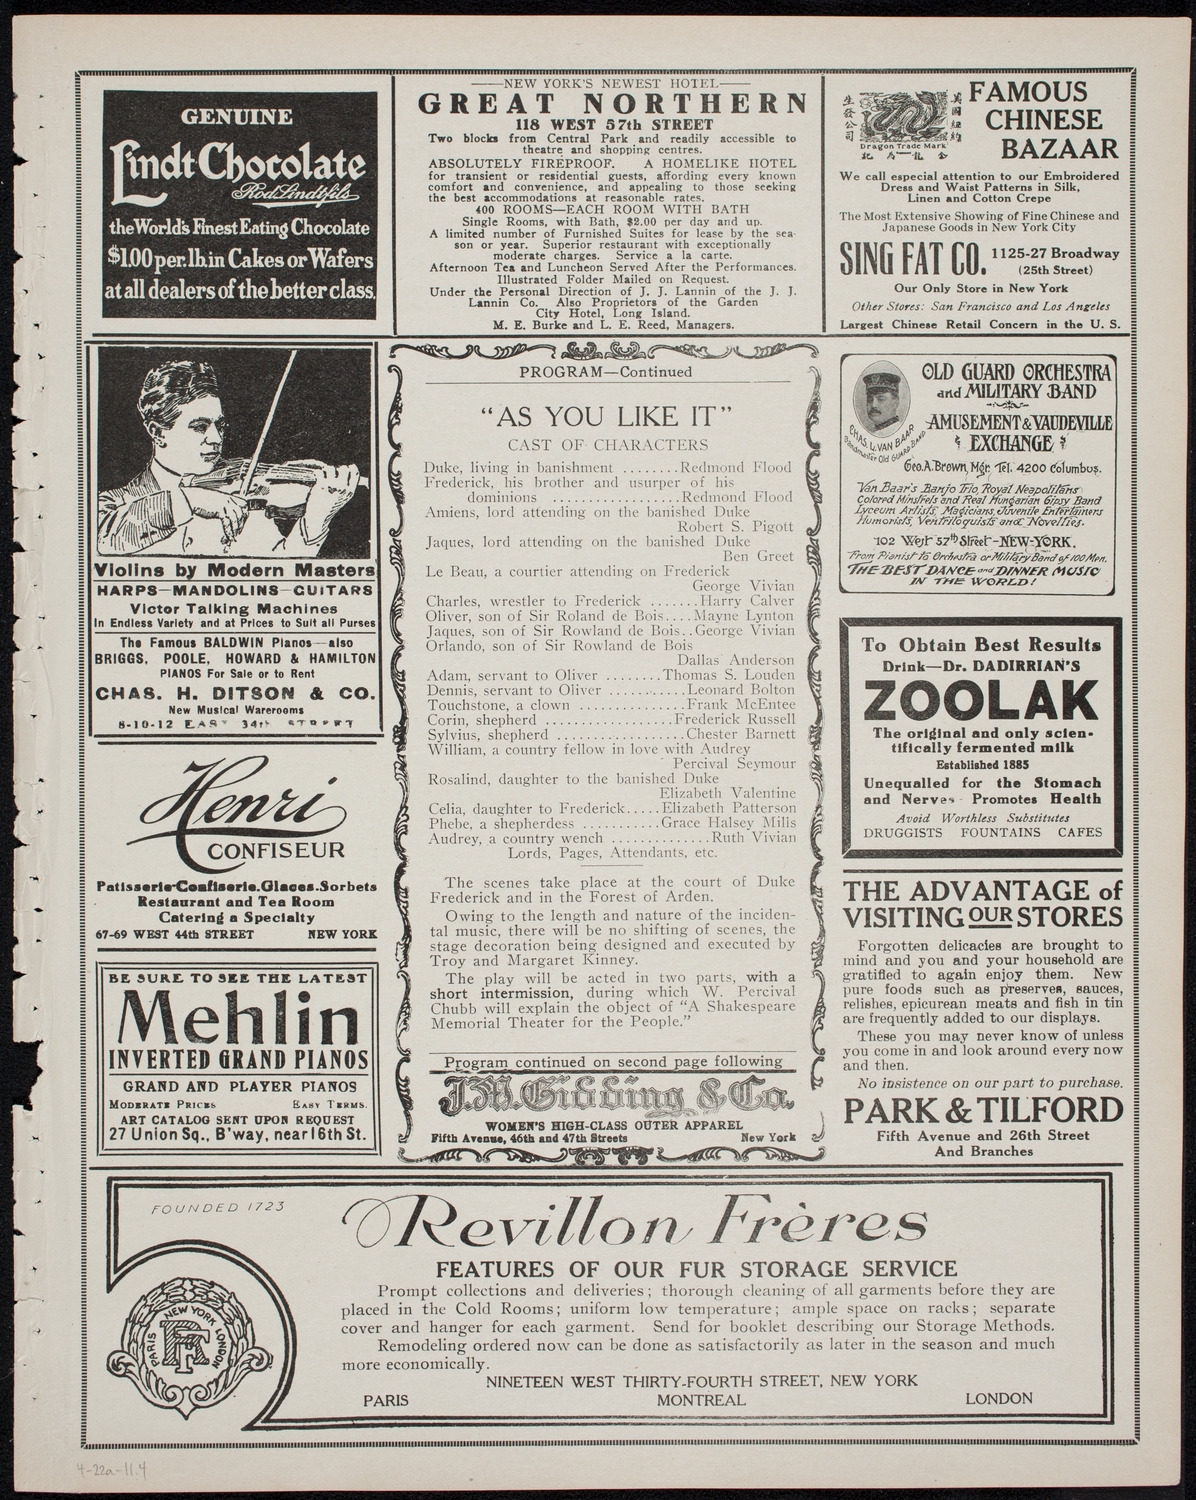 GENUINE
Lindt Chocolate
Rod. Lindt fils
the World's Finest Eating Chocolate
$1.00 per. lb. in Cakes or Wafers
at all dealers of the better class.
NEW YORK'S NEWEST HOTEL
GREAT NORTHERN
118 WEST 57th STREET
Two blocks from Central Park and readily accessible to
theatre and shopping centres.
ABSOLUTELY FIREPROOF. A HOMELIKE HOTEL
for transient or residential guests, affording every known
comfort and convenience, and appealing to those seeking
the best accommodations at reasonable rates.
400 ROOMS—EACH ROOM WITH BATH
Single Rooms, with Bath, $2.00 per day and up.
A limited number of Furnished Suites for lease by the sea-
son or year. Superior restaurant with exceptionally
moderate charges. Service a la carte.
Afternoon Tea and Luncheon Served After the Performances.
Illustrated Folder Mailed on Request.
Under the Personal Direction of J. J. Lannin of the J. J.
Lannin Co. Also Proprietors of the Garden
City Hotel, Long Island.
M. E. Burke and L. E. Reed, Managers.
生發公司
美國紐約
Dragon Trade Mark
FAMOUS
CHINESE
BAZAAR
We call especial attention to our Embroidered
Dress and Waist Patterns in Silk,
Linen and Cotton Crepe
The Most Extensive Showing of Fine Chinese and
Japanese Goods in New York City
SING FAT CO. 1125-27 Broadway
(25th Street)
Our Only Store in New York
Other Stores: San Francisco and Los Angeles
Largest Chinese Retail Concern in the U. S.
Violins by Modern Masters
HARPS—MANDOLINS—GUITARS
Victor Talking Machines
In Endless Variety and at Prices to Suit all Purses
The Famous BALDWIN Pianos—also
BRIGGS, POOLE, HOWARD & HAMILTON
PIANOS For Sale or to Rent
CHAS. H. DITSON & CO.
New Musical Warerooms
8-10-12 EAST 34th STREET
Henri
CONFISEUR
Patisserie-Confiserie.Glaces.Sorbets
Restaurant and Tea Room
Catering a Specialty
67-69 WEST 44th STREET NEW YORK
BE SURE TO SEE THE LATEST
Mehlin
INVERTED GRAND PIANOS
GRAND AND PLAYER PIANOS
MODERATE PRICES EASY TERMS.
ART CATALOG SENT UPON REQUEST
27 Union Sq., B'way, near 16th St.
PROGRAM—Continued
"AS YOU LIKE IT"
CAST OF CHARACTERS
Duke, living in banishment ........Redmond Flood
Frederick, his brother and usurper of his
dominions ..................Redmond Flood
Amiens, lord attending on the banished Duke
Robert S. Pigott
Jaques, lord attending on the banished Duke
Ben Greet
Le Beau, a courtier attending on Frederick
George Vivian
Charles, wrestler to Frederick .......Harry Calver
Oliver, son of Sir Roland de Bois....Mayne Lynton
Jaques, son of Sir Rowland de Bois..George Vivian
Orlando, son of Sir Rowland de Bois
Dallas Anderson
Adam, servant to Oliver ........Thomas S. Louden
Dennis, servant to Oliver ...........Leonard Bolton
Touchstone, a clown ...............Frank McEntee
Corin, shepherd ..................Frederick Russell
Sylvius, shepherd ..................Chester Barnett
William, a country fellow in love with Audrey
Percival Seymour
Rosalind, daughter to the banished Duke
Elizabeth Valentine
Celia, daughter to Frederick.....Elizabeth Patterson
Phebe, a shepherdess ...........Grace Halsey Mills
Audrey, a country wench ..............Ruth Vivian
Lords, Pages, Attendants, etc.
The scenes take place at the court of Duke
Frederick and in the Forest of Arden.
Owing to the length and nature of the inciden-
tal music, there will be no shifting of scenes, the
stage decoration being designed and executed by
Troy and Margaret Kinney.
The play will be acted in two parts, with a
short intermission, during which W. Percival
Chubb will explain the object of "A Shakespeare
Memorial Theater for the People."
Program continued on second page following
J.M. Gidding & Co.
WOMEN'S HIGH-CLASS OUTER APPAREL
Fifth Avenue, 46th and 47th Streets New York
CHAS. L. VAN BAAR
Bandmaster Old Guard Band
OLD GUARD ORCHESTRA
and MILITARY BAND
AMUSEMENT & VAUDEVILLE
EXCHANGE
Geo. A. Brown, Mgr. Tel. 4200 Columbus.
Van Baar's Banjo Trio, Royal Neapolitans
Colored Minstrels and Real Hungarian Gipsy Band
Lyceum Artists, Magicians, Juvenile Entertainers
Humorists, Ventriloquists and Novelties.
102 West 57th Street—NEW-YORK.
From Pianist to Orchestra or Military Band of 100 Men.
THE BEST DANCE and DINNER MUSIC
IN THE WORLD!
To Obtain Best Results
Drink—Dr. DADIRRIAN'S
ZOOLAK
The original and only scien-
tifically fermented milk
Established 1885
Unequalled for the Stomach
and Nerves - Promotes Health
Avoid Worthless Substitutes
DRUGGISTS FOUNTAINS CAFES
THE ADVANTAGE of
VISITING OUR STORES
Forgotten delicacies are brought to
mind and you and your household are
gratified to again enjoy them. New
pure foods such as preserves, sauces,
relishes, epicurean meats and fish in tin
are frequently added to our displays.
These you may never know of unless
you come in and look around every now
and then.
No insistence on our part to purchase.
PARK & TILFORD
Fifth Avenue and 26th Street
And Branches
FOUNDED 1723
PARIS NEW YORK LONDON
Revillon Frères
FEATURES OF OUR FUR STORAGE SERVICE
Prompt collections and deliveries; thorough cleaning of all garments before they are
placed in the Cold Rooms; uniform low temperature; ample space on racks; separate
cover and hanger for each garment. Send for booklet describing our Storage Methods.
Remodeling ordered now can be done as satisfactorily as later in the season and much
more economically.
NINETEEN WEST THIRTY-FOURTH STREET, NEW YORK
PARIS MONTREAL LONDON
4-22a-11.4